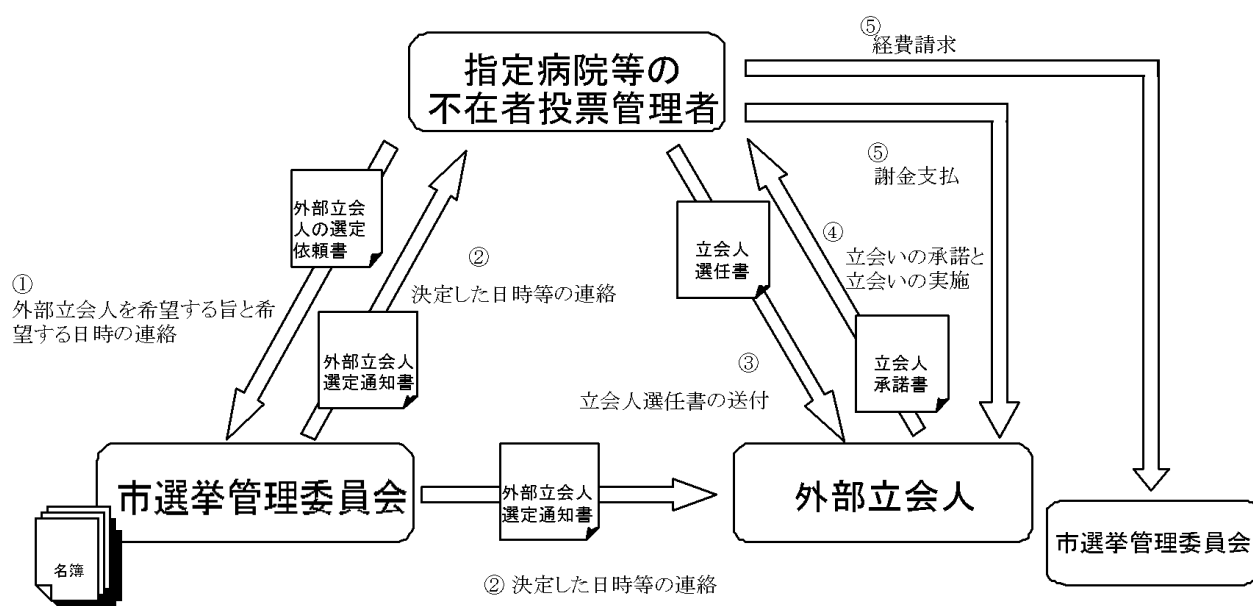 ⑤
経費請求
指定病院等の
不在者投票管理者
⑤
謝金支払
外部立会
人の選定
依頼書
立会人
選任書
④
立会いの承諾と
立会いの実施
②
決定した日時等の連絡
①
外部立会人を希望する旨と希
望する日時の連絡
外部立会人
選定通知書
③
立会人選任書の送付
立会人
承諾書
市選挙管理委員会
外部立会人
選定通知書
外部立会人
市選挙管理委員会
名簿
② 決定した日時等の連絡